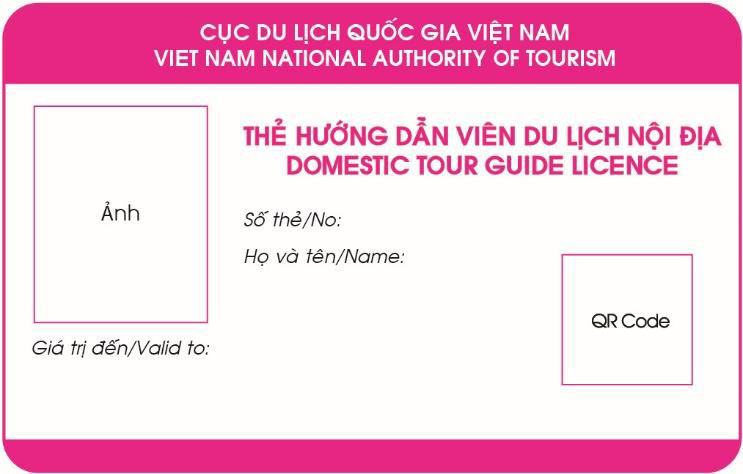 CỤC DU LỊCH QUỐC GIA VIỆT NAM
VIET NAM NATIONAL AUTHORITY OF TOURISM
THẺ HƯỚNG DẪN VIÊN DU LỊCH NỘI ĐỊA
DOMESTIC TOUR GUIDE LICENCE
Ảnh
Số thẻ/No:
Họ và tên/Name:
QR Code
Giá trị đến/Valid to: